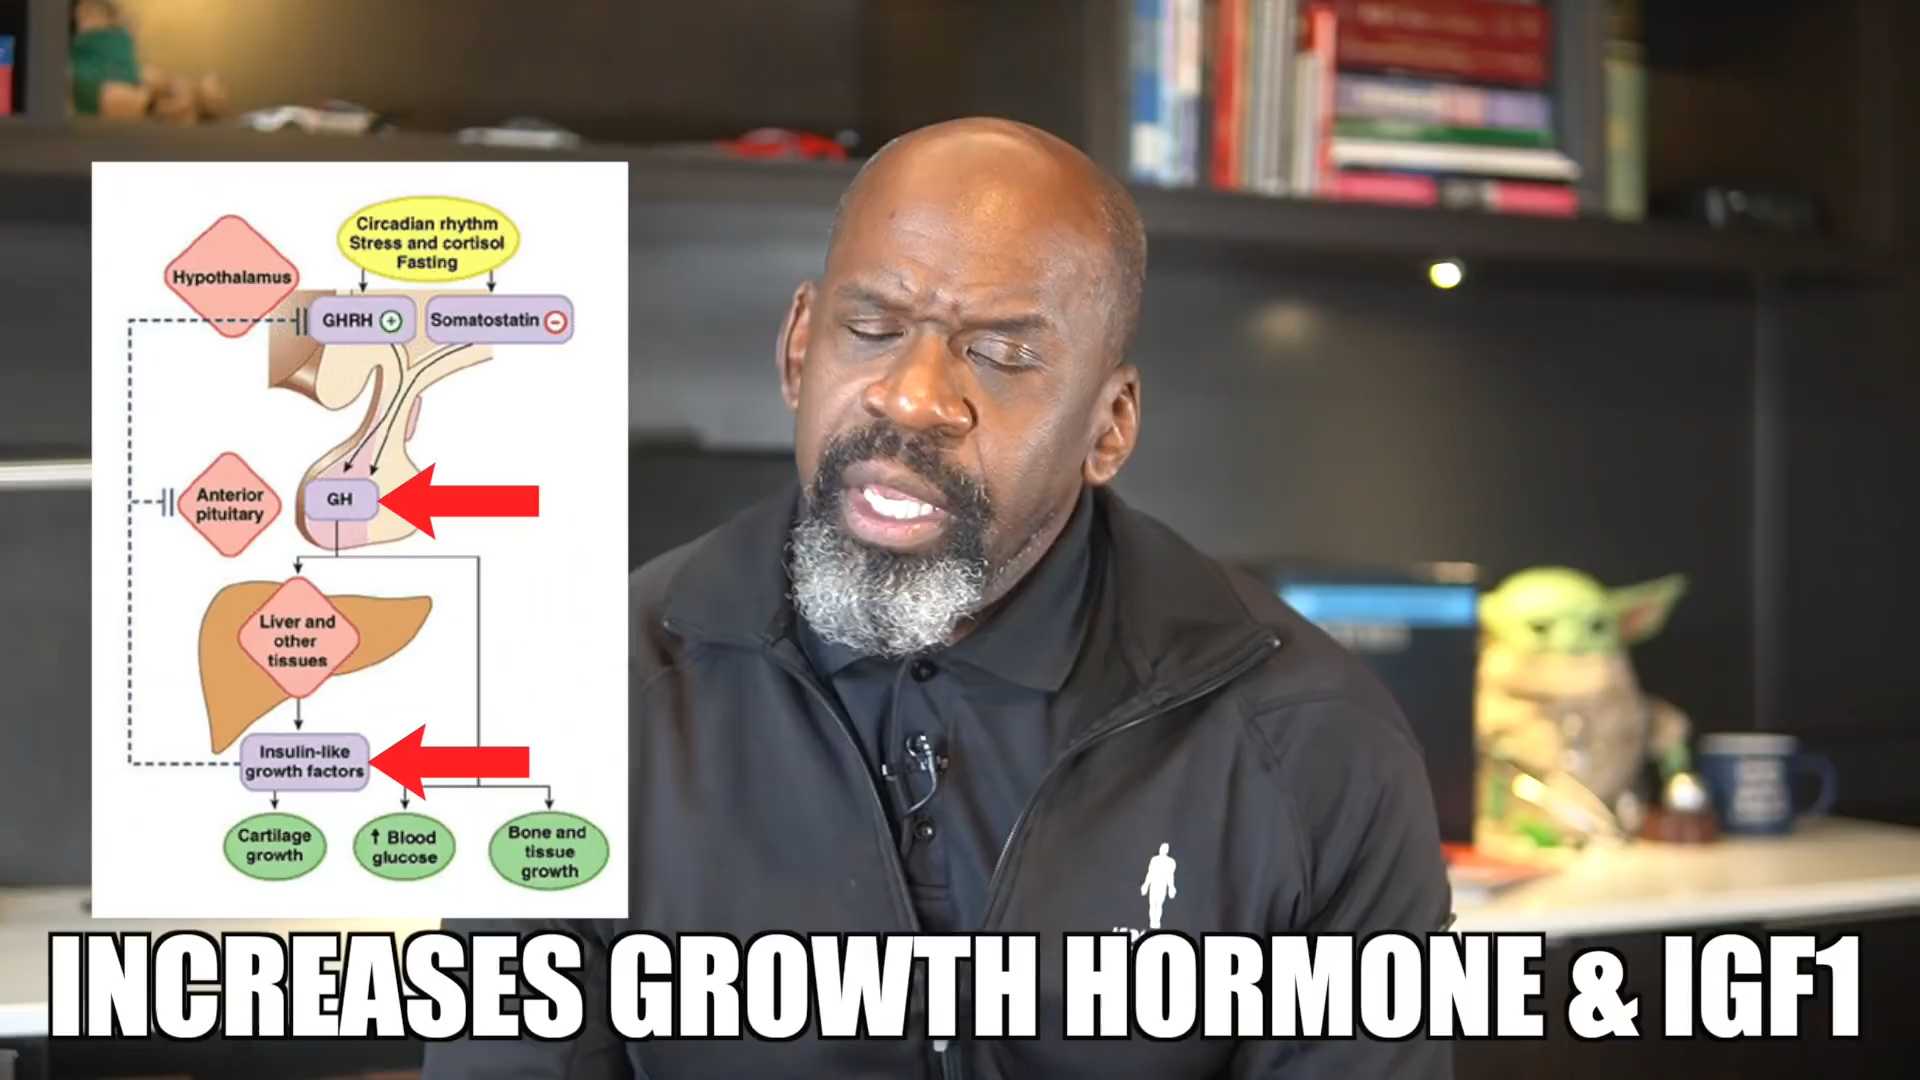 Circadian rhythm
Stress and cortisol
Fasting
Hypothalamus
GHRH +
Somatostatin −
Anterior
pituitary
GH
Liver and
other
tissues
Insulin-like
growth factors
Cartilage
growth
↑ Blood
glucose
Bone and
tissue
growth
INCREASES GROWTH HORMONE & IGF1